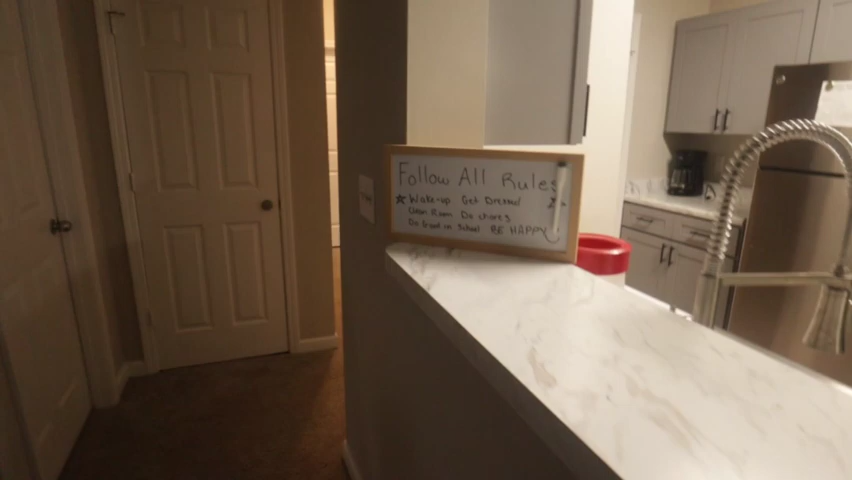 Follow All Rules
Wake-up Get Dressed
Clean Room Do chores
Do Good in School BE HAPPY